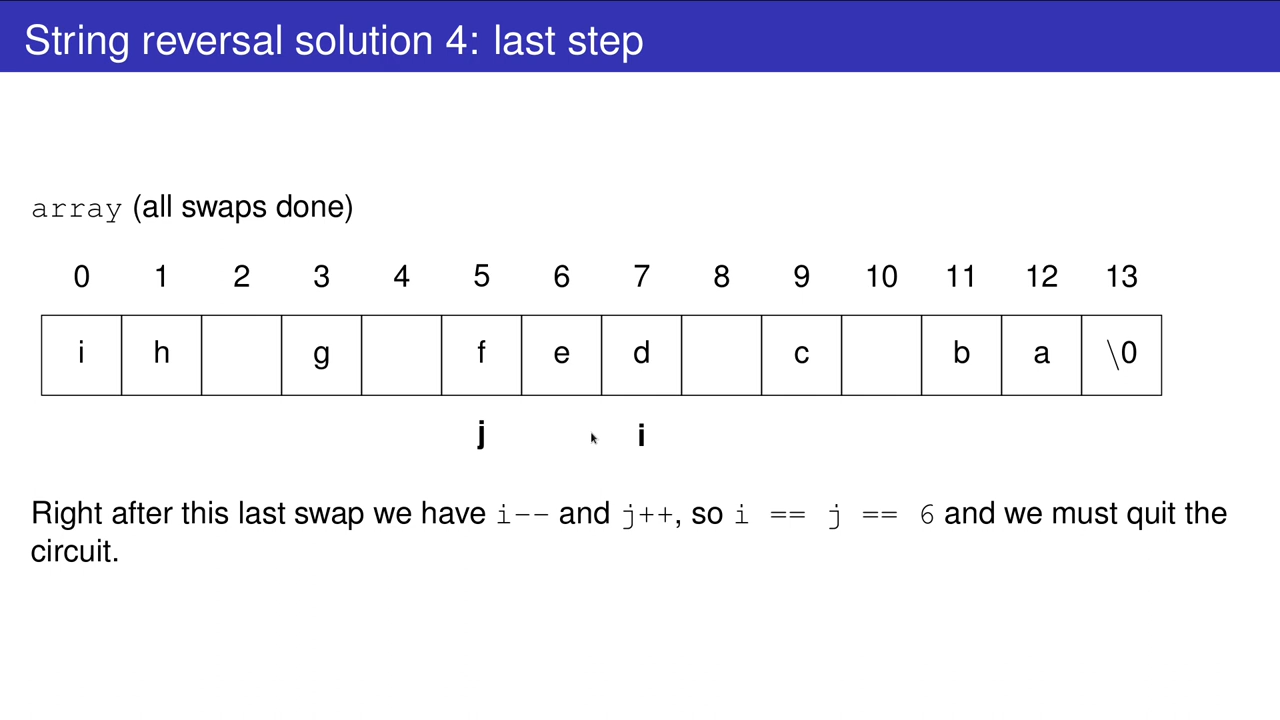 String reversal solution 4: last step
array (all swaps done)
0 1 2 3 4 5 6 7 8 9 10 11 12 13
i h g f e d c b a \0
j i
Right after this last swap we have i-- and j++, so i == j == 6 and we must quit the
circuit.